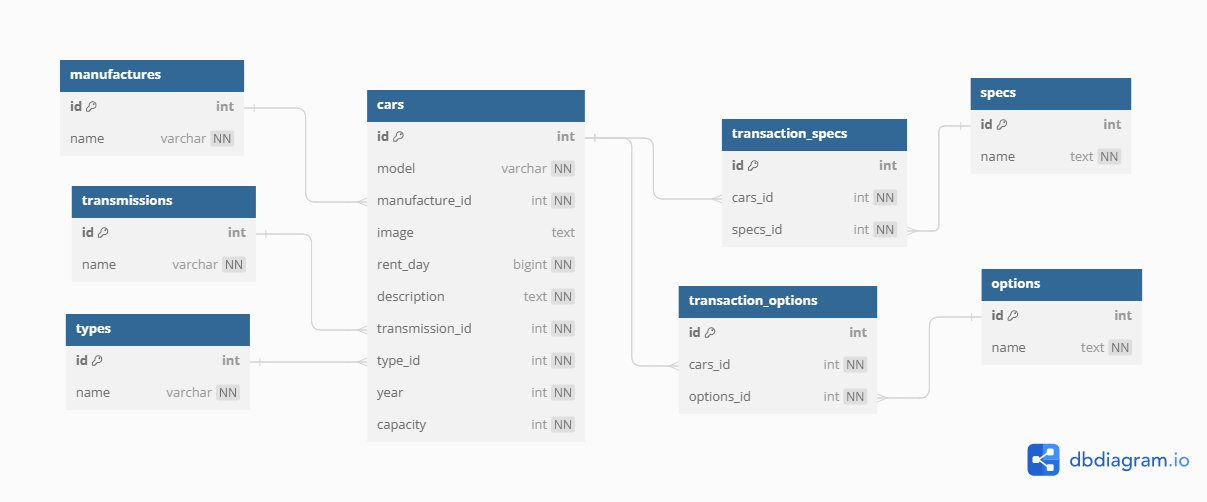 manufactures
id int
name varchar NN
transmissions
id int
name varchar NN
types
id int
name varchar NN
cars
id int
model varchar NN
manufacture_id int NN
image text
rent_day bigint NN
description text NN
transmission_id int NN
type_id int NN
year int NN
capacity int NN
transaction_specs
id int
cars_id int NN
specs_id int NN
transaction_options
id int
cars_id int NN
options_id int NN
specs
id int
name text NN
options
id int
name text NN
dbdiagram.io